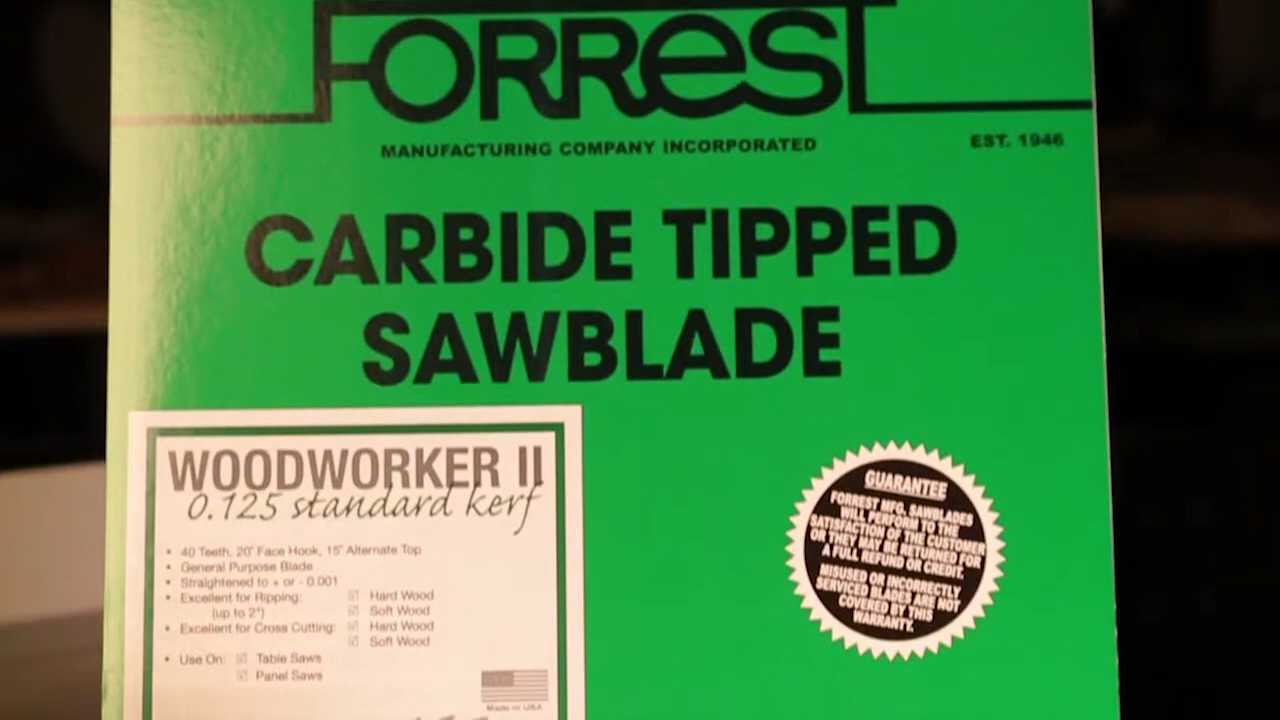 FORREST
MANUFACTURING COMPANY INCORPORATED
EST. 1946
CARBIDE TIPPED
SAWBLADE
WOODWORKER II
0.125 standard kerf
• 40 Teeth, 20° Face Hook, 15° Alternate Top
• General Purpose Blade
• Straightened to + or - 0.001
• Excellent for Ripping: ☑ Hard Wood
(up to 2") ☑ Soft Wood
• Excellent for Cross Cutting: ☑ Hard Wood
☑ Soft Wood
• Use On: ☑ Table Saws
☑ Panel Saws
Made in USA
GUARANTEE
FORREST MFG. SAWBLADES
WILL PERFORM TO THE
SATISFACTION OF THE CUSTOMER
OR THEY MAY BE RETURNED FOR
A FULL REFUND OR CREDIT.
MISUSED OR INCORRECTLY
SERVICED BLADES ARE NOT
COVERED BY THIS
WARRANTY.